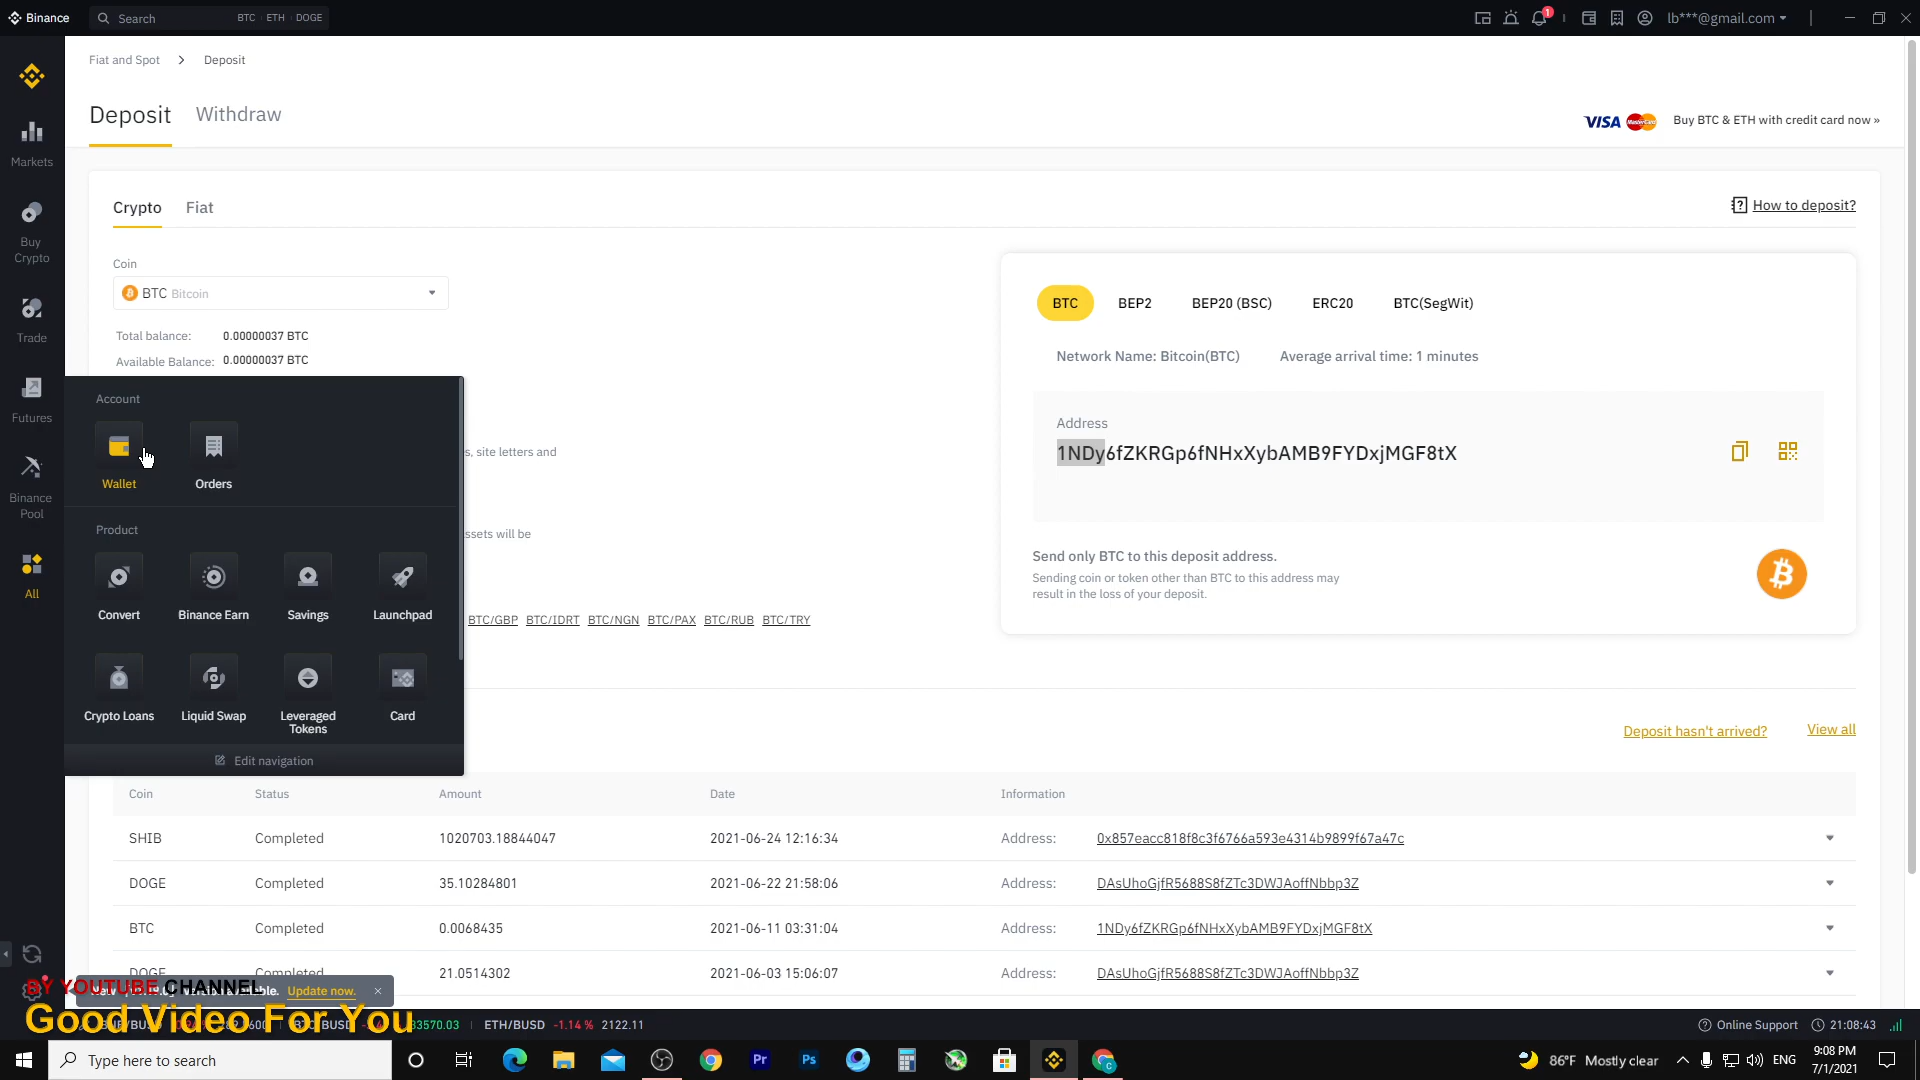 Binance
Search BTC ETH DOGE
1
lb***@gmail.com
Fiat and Spot > Deposit
Deposit Withdraw
VISA MasterCard Buy BTC & ETH with credit card now »
Markets
Buy
Crypto
Trade
Futures
Binance
Pool
All
Crypto Fiat
How to deposit?
Coin
BTC Bitcoin
Total balance: 0.00000037 BTC
Available Balance: 0.00000037 BTC
BTC BEP2 BEP20 (BSC) ERC20 BTC(SegWit)
Network Name: Bitcoin(BTC) Average arrival time: 1 minutes
Address
1NDy6fZKRGp6fNHxXybAMB9FYDxjMGF8tX
Send only BTC to this deposit address.
Sending coin or token other than BTC to this address may
result in the loss of your deposit.
Account
Wallet Orders
s, site letters and
Product
ssets will be
Convert Binance Earn Savings Launchpad
BTC/GBP BTC/IDRT BTC/NGN BTC/PAX BTC/RUB BTC/TRY
Crypto Loans Liquid Swap Leveraged
Tokens Card
Edit navigation
Deposit hasn't arrived? View all
Coin Status Amount Date Information
SHIB Completed 1020703.18844047 2021-06-24 12:16:34 Address: 0x857eacc818f8c3f6766a593e4314b9899f67a47c
DOGE Completed 35.10284801 2021-06-22 21:58:06 Address: DAsUhoGjfR5688S8fZTc3DWJAoffNbbp3Z
BTC Completed 0.0068435 2021-06-11 03:31:04 Address: 1NDy6fZKRGp6fNHxXybAMB9FYDxjMGF8tX
DOGE Completed 21.0514302 2021-06-03 15:06:07 Address: DAsUhoGjfR5688S8fZTc3DWJAoffNbbp3Z
BY YOUTUBE CHANNEL
Update now.
Good Video For You
33570.03 ETH/BUSD -1.14 % 2122.11
Online Support 21:08:43
Type here to search
Pr Ps
86°F Mostly clear ENG
9:08 PM
7/1/2021